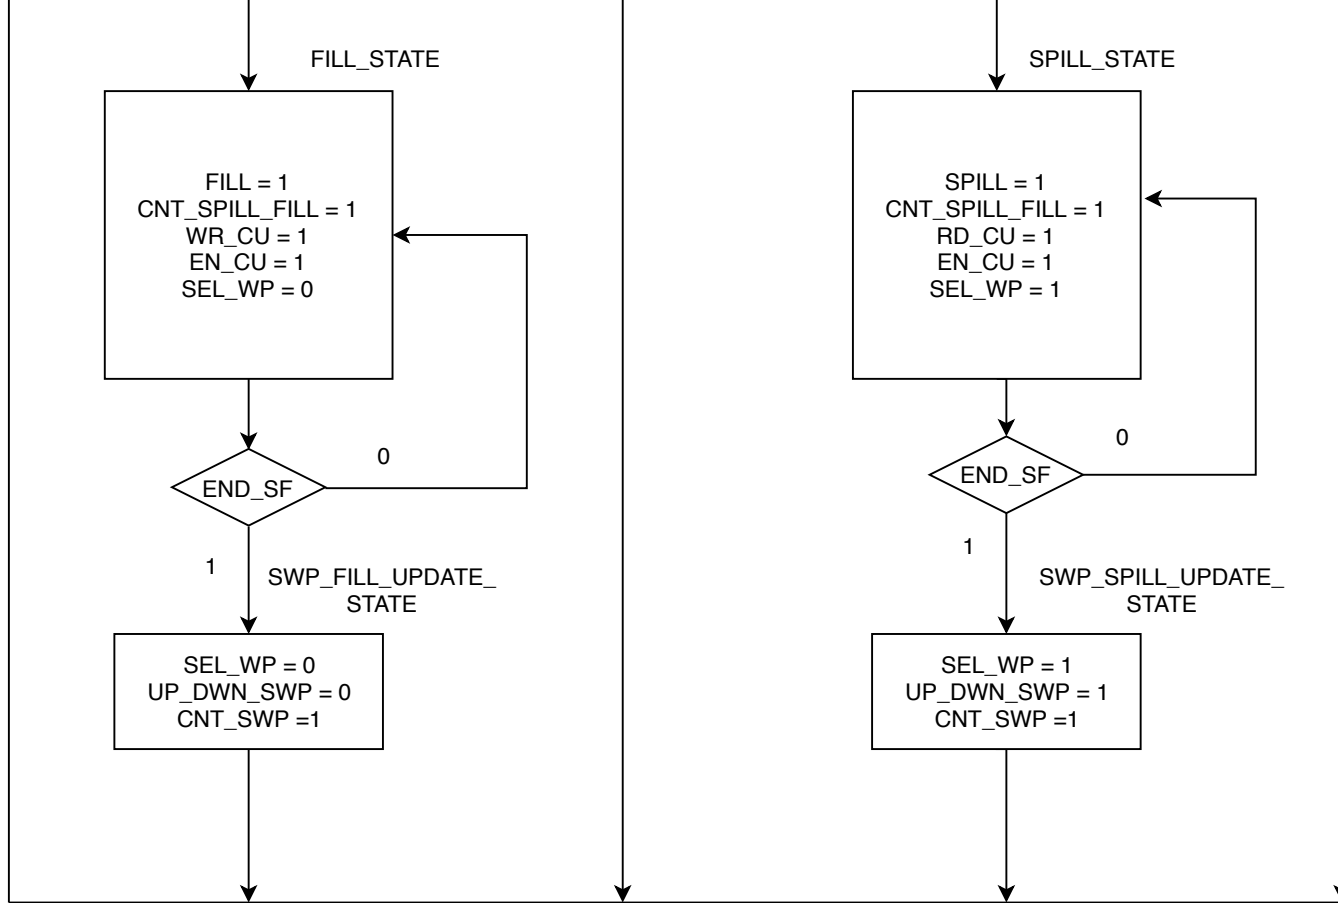 FILL_STATE
FILL = 1
CNT_SPILL_FILL = 1
WR_CU = 1
EN_CU = 1
SEL_WP = 0
END_SF
0
1
SWP_FILL_UPDATE_
STATE
SEL_WP = 0
UP_DWN_SWP = 0
CNT_SWP =1
SPILL_STATE
SPILL = 1
CNT_SPILL_FILL = 1
RD_CU = 1
EN_CU = 1
SEL_WP = 1
END_SF
0
1
SWP_SPILL_UPDATE_
STATE
SEL_WP = 1
UP_DWN_SWP = 1
CNT_SWP =1